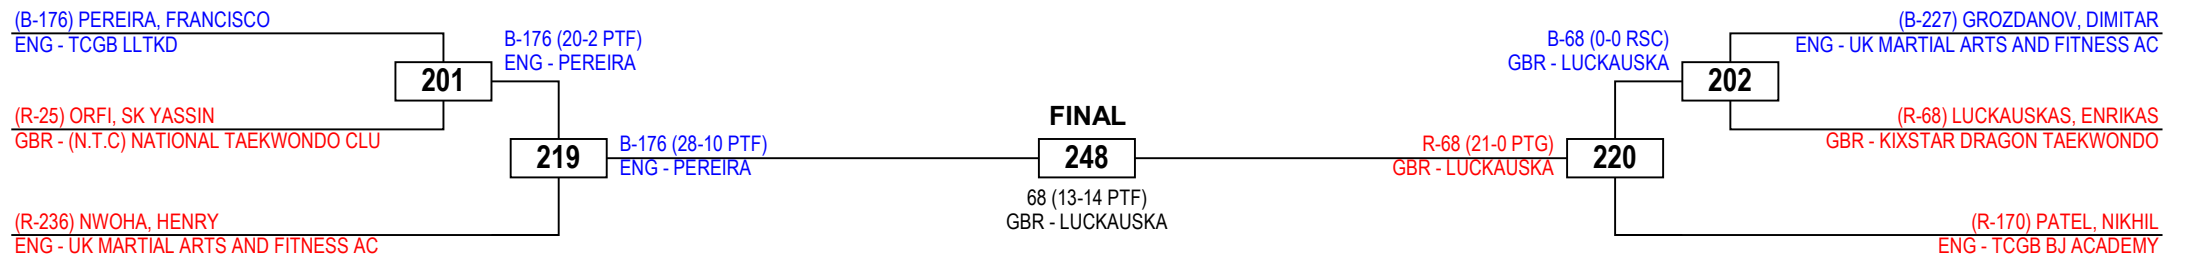 (B-176) PEREIRA, FRANCISCO
ENG - TCGB LLTKD
201
B-176 (20-2 PTF)
ENG - PEREIRA
(R-25) ORFI, SK YASSIN
GBR - (N.T.C) NATIONAL TAEKWONDO CLU
219
B-176 (28-10 PTF)
ENG - PEREIRA
(R-236) NWOHA, HENRY
ENG - UK MARTIAL ARTS AND FITNESS AC
FINAL
248
68 (13-14 PTF)
GBR - LUCKAUSKA
(B-227) GROZDANOV, DIMITAR
ENG - UK MARTIAL ARTS AND FITNESS AC
B-68 (0-0 RSC)
GBR - LUCKAUSKA
202
(R-68) LUCKAUSKAS, ENRIKAS
GBR - KIXSTAR DRAGON TAEKWONDO
R-68 (21-0 PTG)
GBR - LUCKAUSKA
220
(R-170) PATEL, NIKHIL
ENG - TCGB BJ ACADEMY